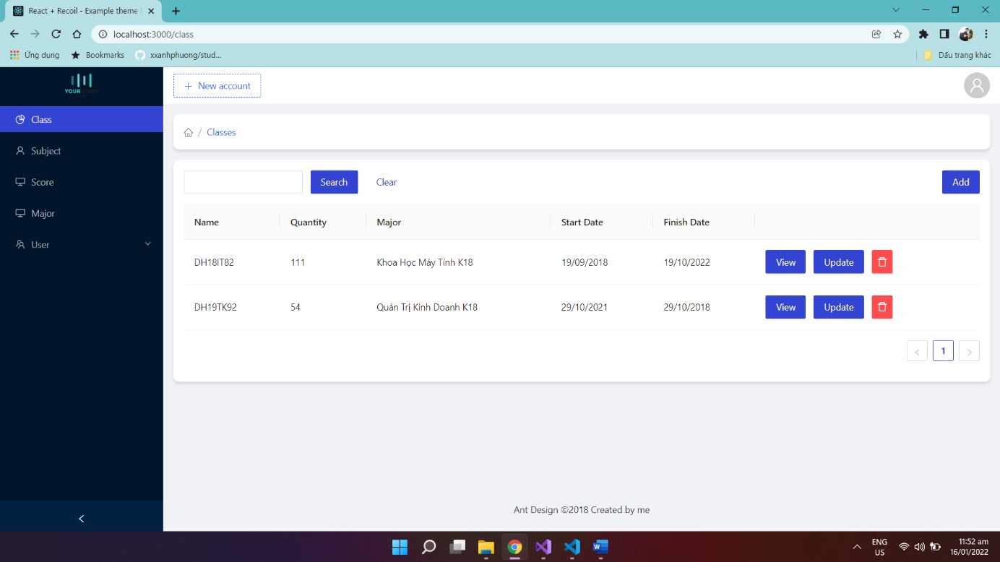 React + Recoil - Example theme
localhost:3000/class
Ứng dụng
Bookmarks
xxanhphuong/stud...
Dấu trang khác
YOUR LOGO
New account
Class
Subject
Score
Major
User
/ Classes
Search
Clear
Add
Name Quantity Major Start Date Finish Date
DH18IT82 111 Khoa Học Máy Tính K18 19/09/2018 19/10/2022 View Update
DH19TK92 54 Quản Trị Kinh Doanh K18 29/10/2021 29/10/2018 View Update
< 1 >
Ant Design ©2018 Created by me
ENG
US
11:52 am
16/01/2022